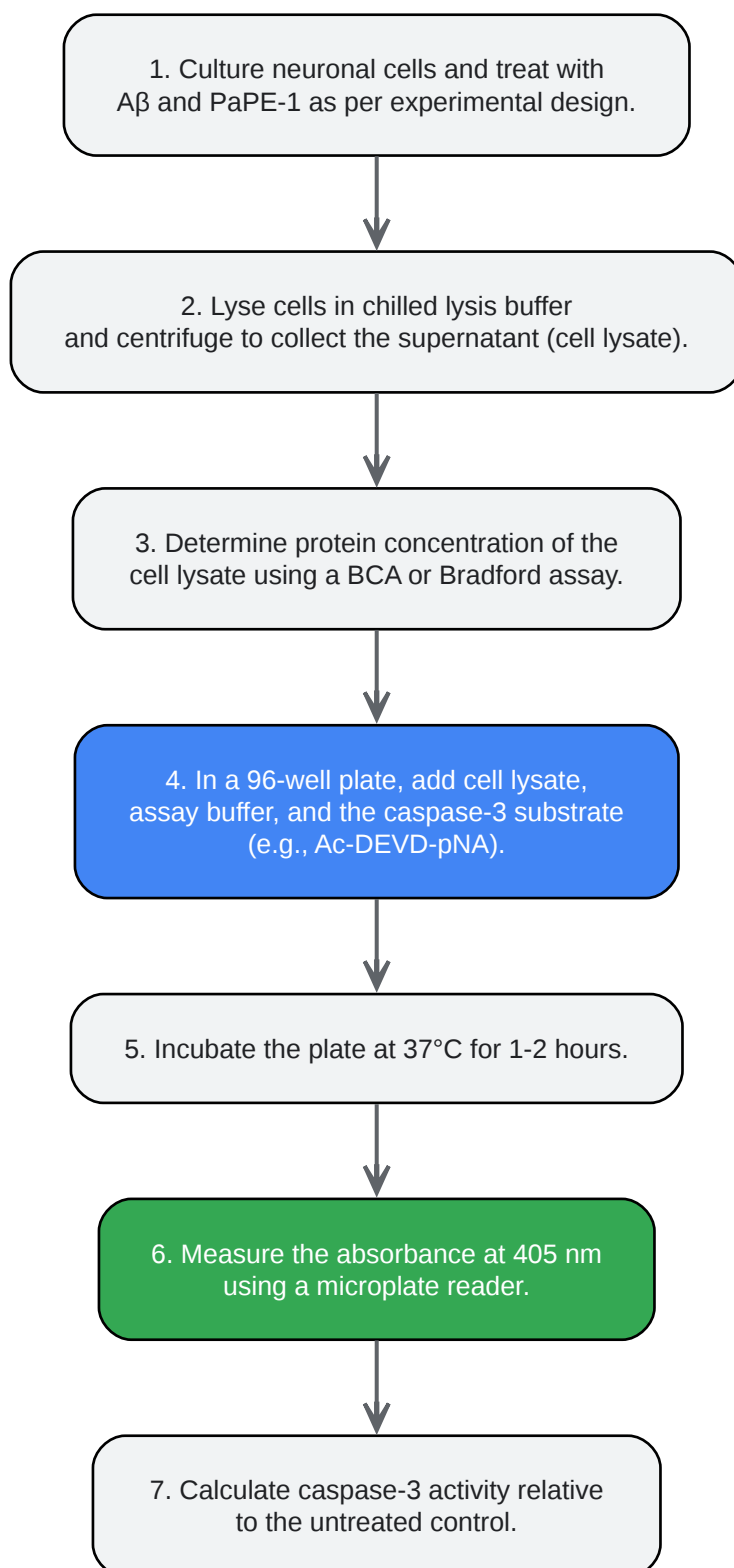 1. Culture neuronal cells and treat with
Aβ and PaPE-1 as per experimental design.
2. Lyse cells in chilled lysis buffer
and centrifuge to collect the supernatant (cell lysate).
3. Determine protein concentration of the
cell lysate using a BCA or Bradford assay.
4. In a 96-well plate, add cell lysate,
assay buffer, and the caspase-3 substrate
(e.g., Ac-DEVD-pNA).
5. Incubate the plate at 37°C for 1-2 hours.
6. Measure the absorbance at 405 nm
using a microplate reader.
7. Calculate caspase-3 activity relative
to the untreated control.